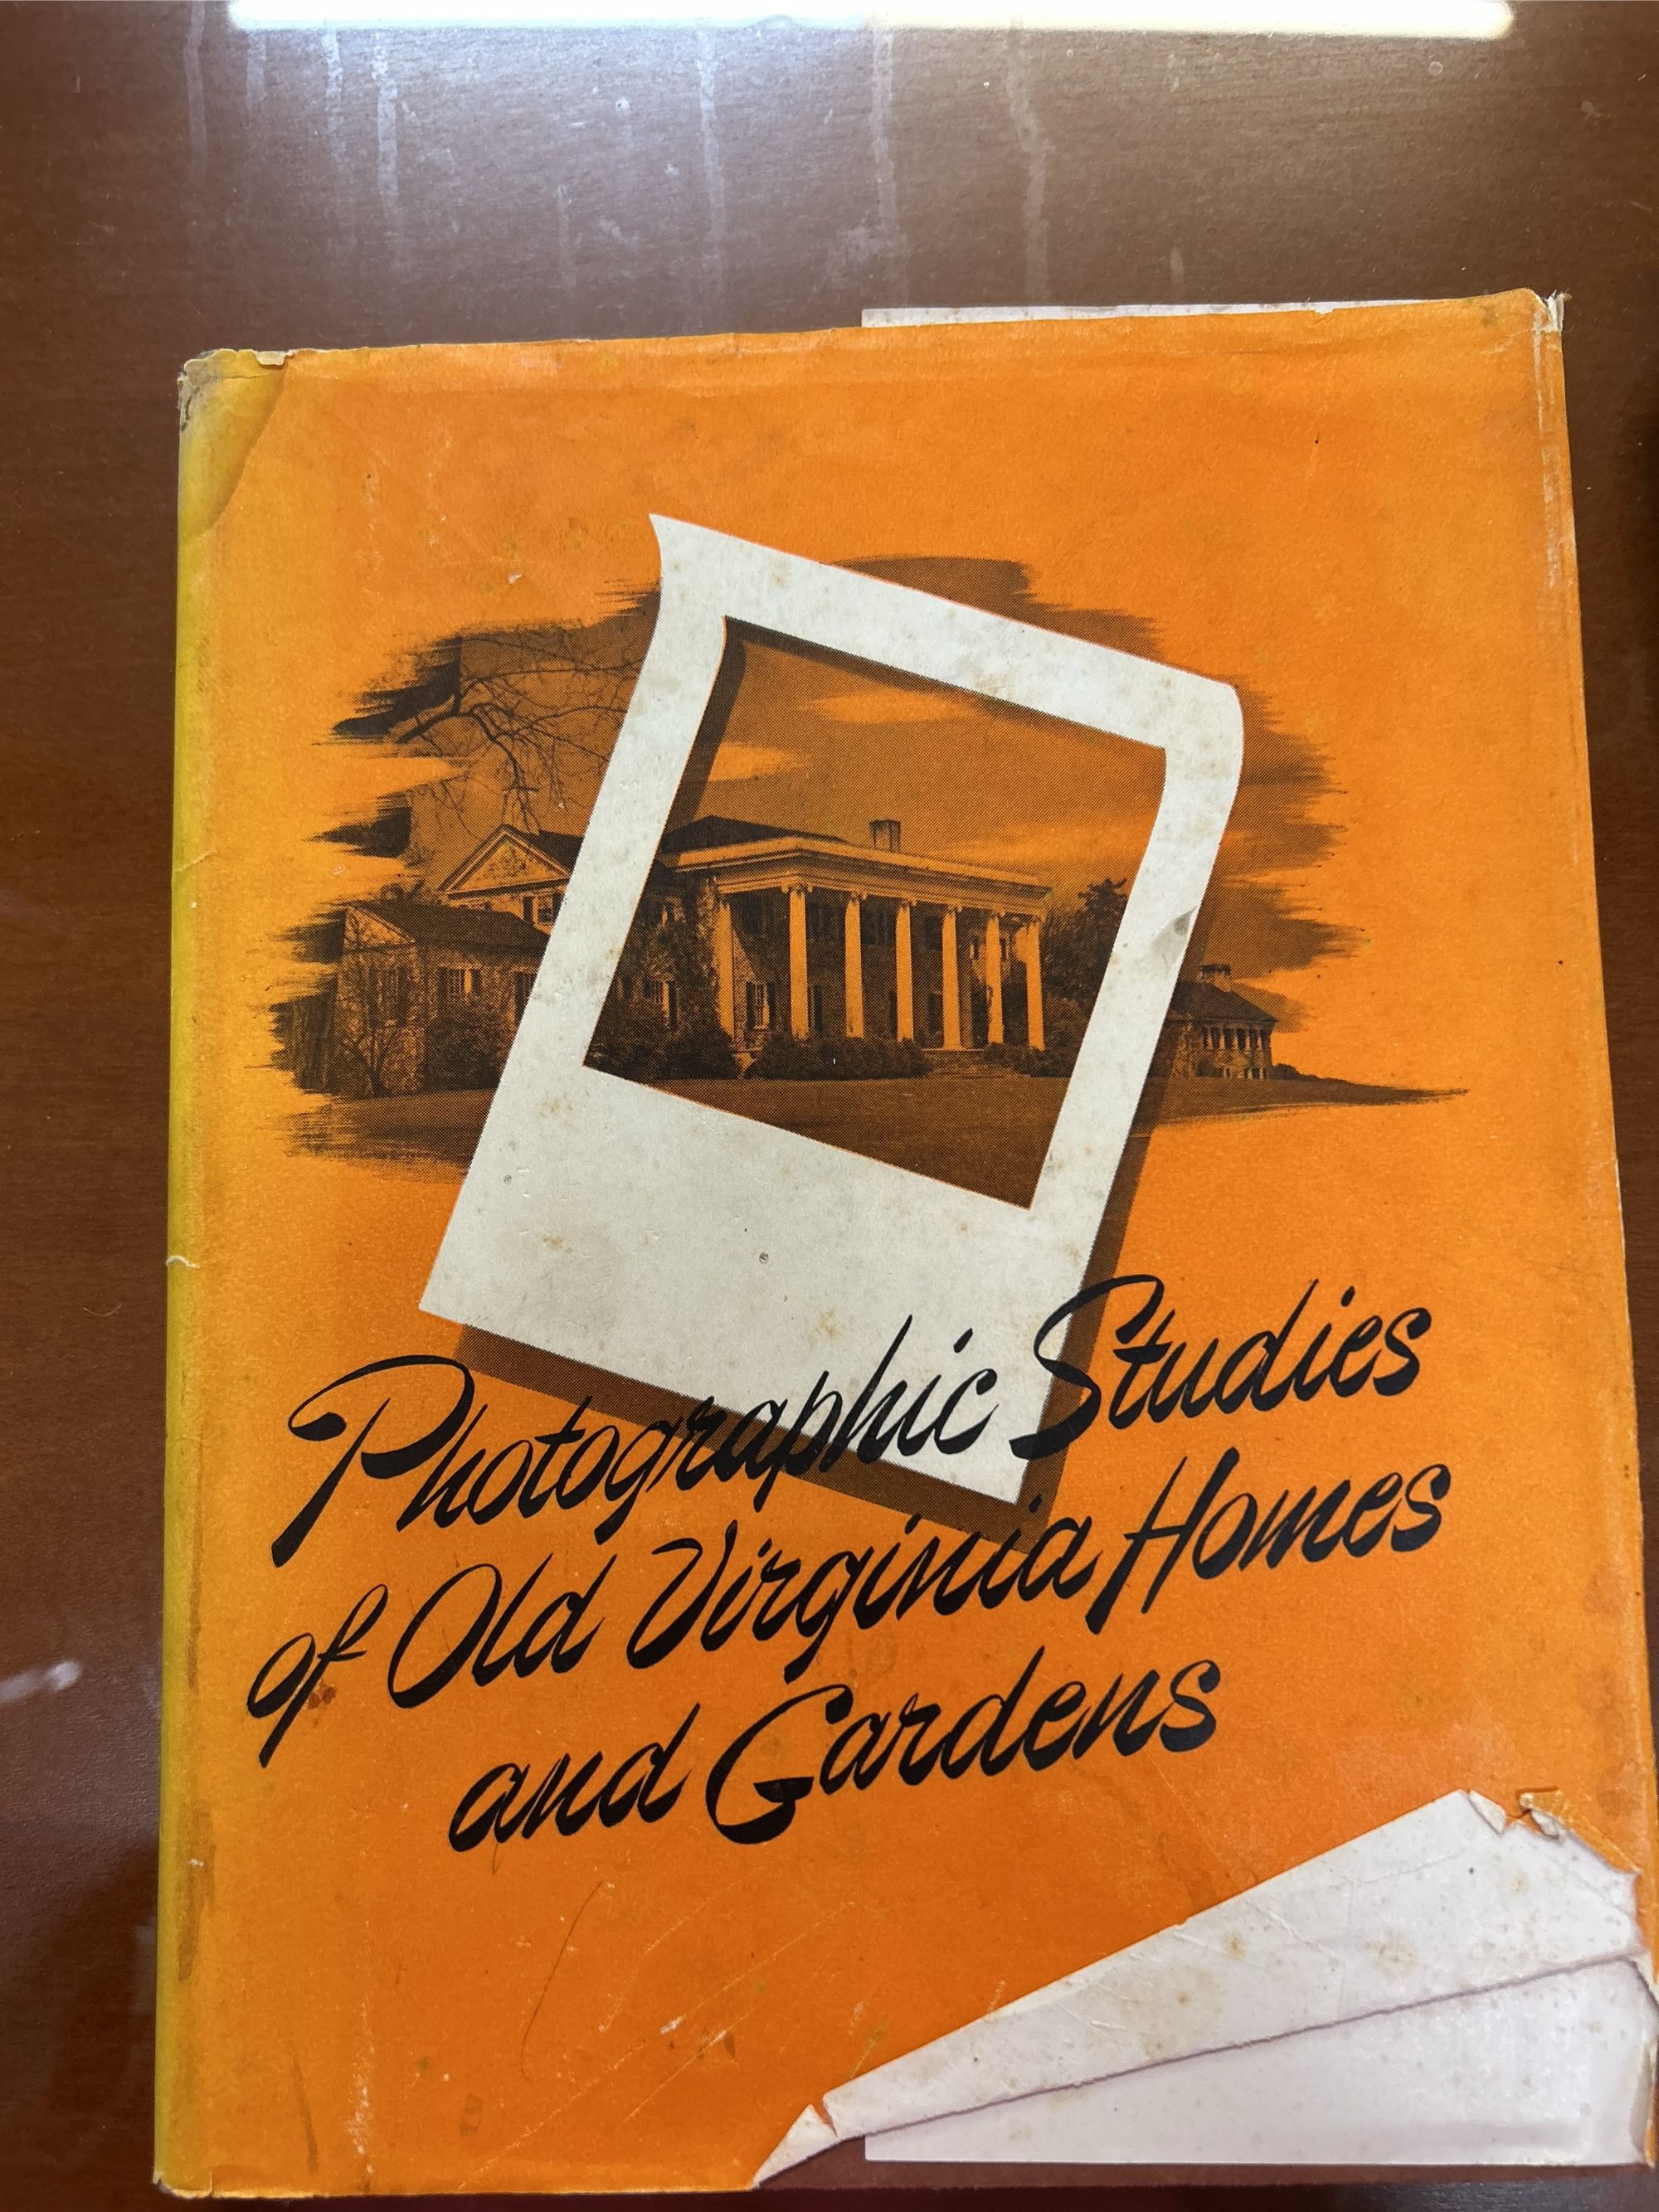 Photographic Studies
of Old Virginia Homes
and Gardens